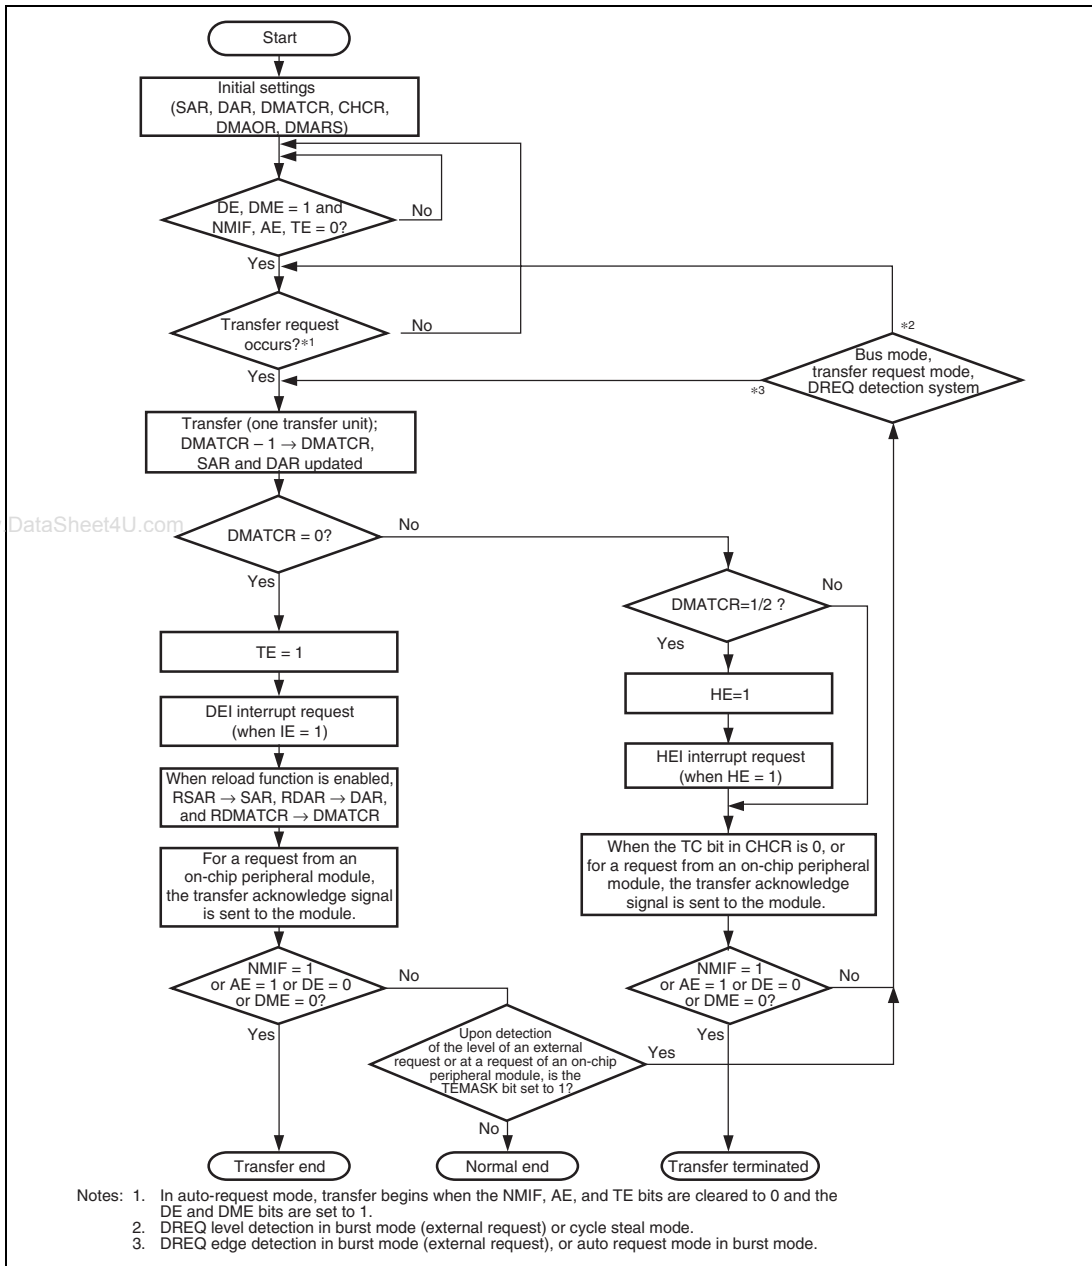 Start
Initial settings
(SAR, DAR, DMATCR, CHCR,
DMAOR, DMARS)
DE, DME = 1 and
NMIF, AE, TE = 0?
No
Yes
Transfer request
occurs?*1
No
Yes
*2
Bus mode,
transfer request mode,
DREQ detection system
*3
Transfer (one transfer unit);
DMATCR – 1 → DMATCR,
SAR and DAR updated
DataSheet4U.com
DMATCR = 0?
No
Yes
DMATCR=1/2 ?
No
Yes
TE = 1
HE=1
DEI interrupt request
(when IE = 1)
HEI interrupt request
(when HE = 1)
When reload function is enabled,
RSAR → SAR, RDAR → DAR,
and RDMATCR → DMATCR
When the TC bit in CHCR is 0, or
for a request from an on-chip peripheral
module, the transfer acknowledge
signal is sent to the module.
For a request from an
on-chip peripheral module,
the transfer acknowledge signal
is sent to the module.
NMIF = 1
or AE = 1 or DE = 0
or DME = 0?
No
Yes
NMIF = 1
or AE = 1 or DE = 0
or DME = 0?
No
Yes
Upon detection
of the level of an external
request or at a request of an on-chip
peripheral module, is the
TEMASK bit set to 1?
Yes
No
Transfer end
Normal end
Transfer terminated
Notes: 1. In auto-request mode, transfer begins when the NMIF, AE, and TE bits are cleared to 0 and the
DE and DME bits are set to 1.
2. DREQ level detection in burst mode (external request) or cycle steal mode.
3. DREQ edge detection in burst mode (external request), or auto request mode in burst mode.